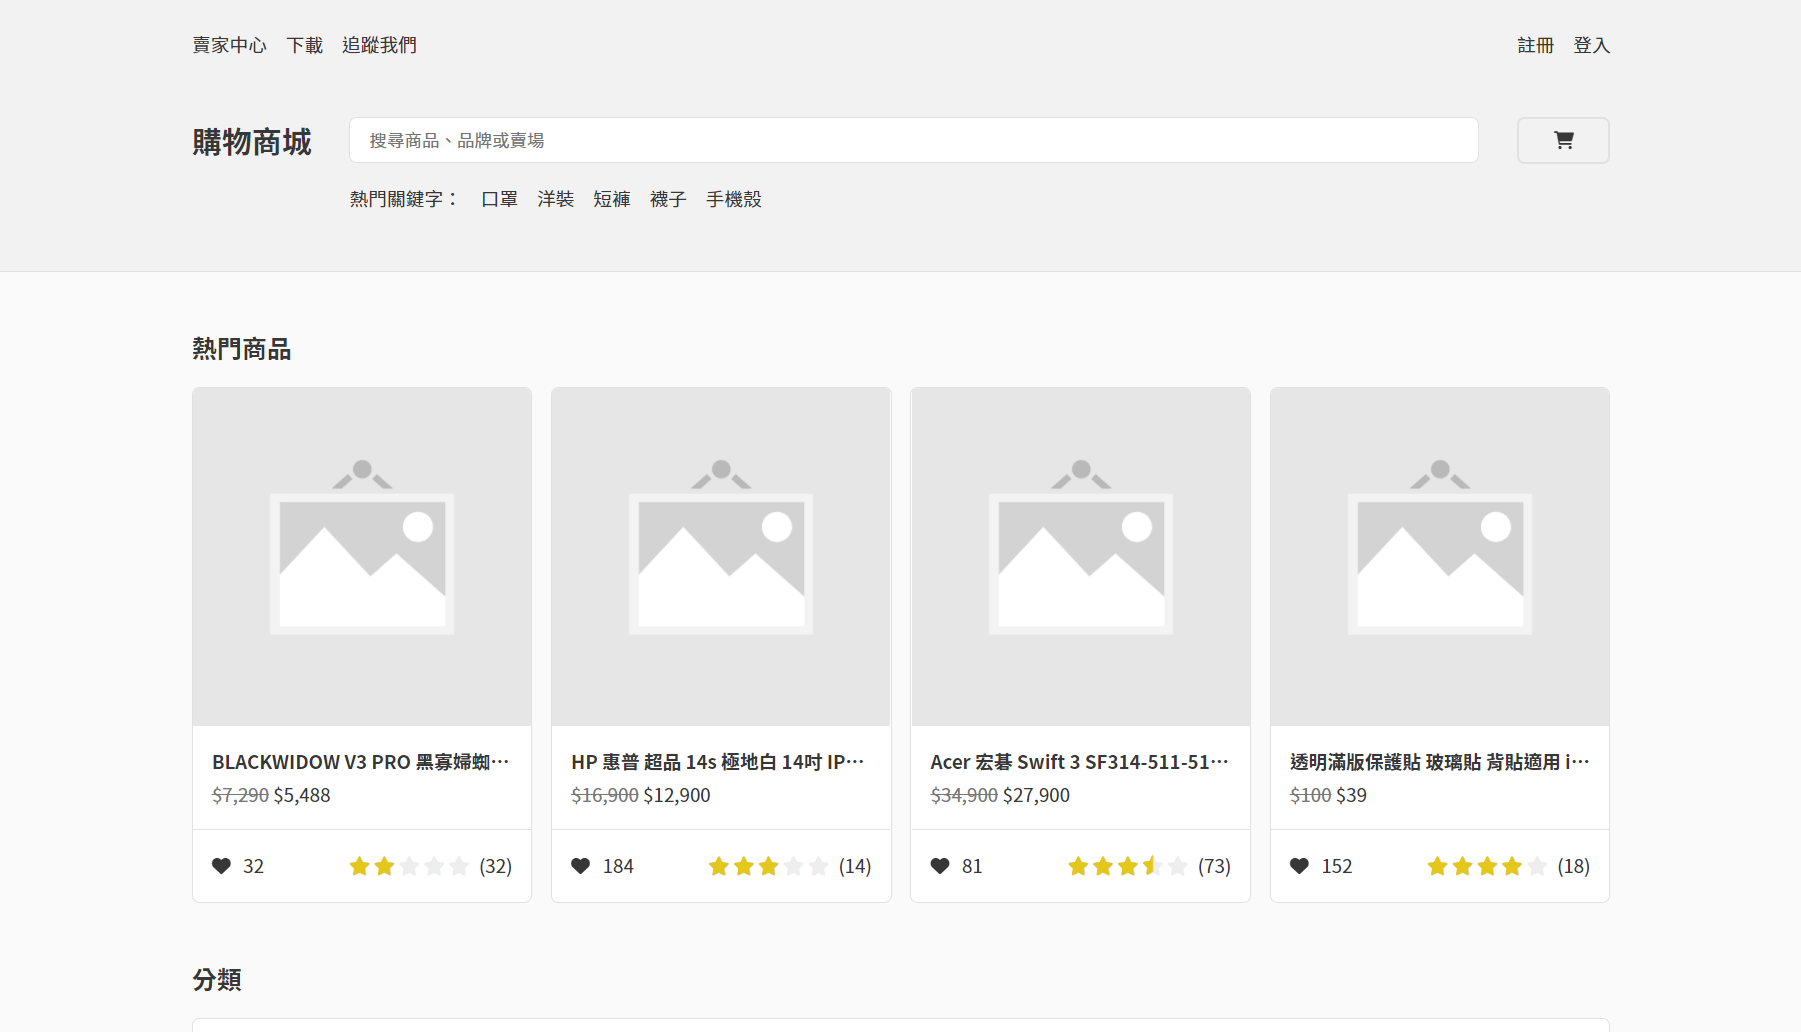 賣家中心 下載 追蹤我們 註冊 登入
購物商城 搜尋商品、品牌或賣場
熱門關鍵字： 口罩 洋裝 短褲 襪子 手機殼
熱門商品
BLACKWIDOW V3 PRO 黑寡婦蜘…
$7,290 $5,488
32 (32)
HP 惠普 超品 14s 極地白 14吋 IP…
$16,900 $12,900
184 (14)
Acer 宏碁 Swift 3 SF314-511-51…
$34,900 $27,900
81 (73)
透明滿版保護貼 玻璃貼 背貼適用 i…
$100 $39
152 (18)
分類